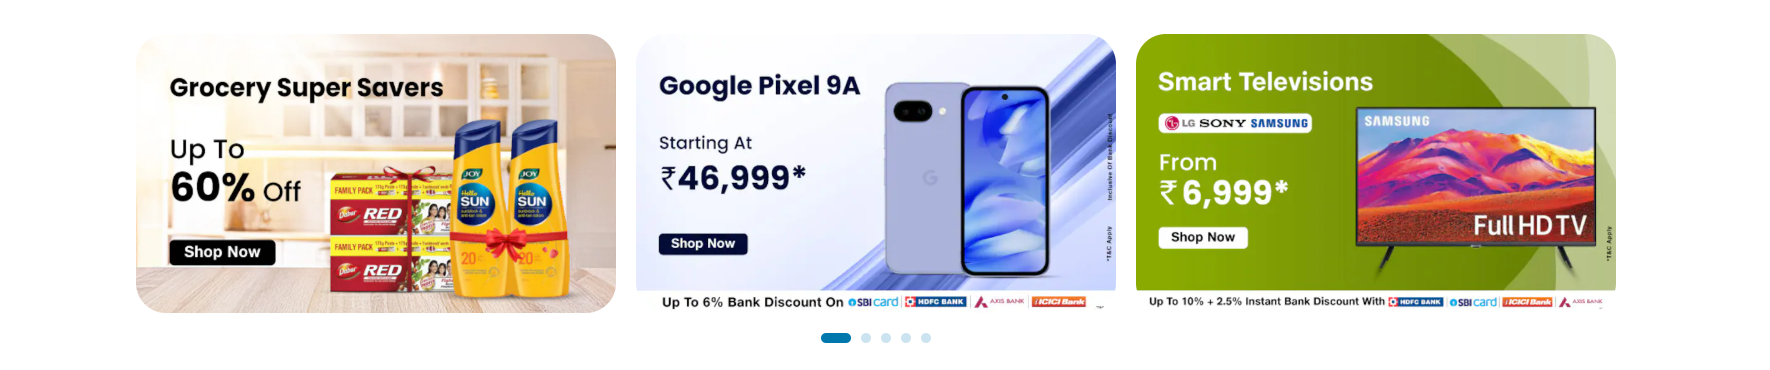 Grocery Super Savers
Up To
60% Off
Shop Now
FAMILY PACK
Dabur RED
FAMILY PACK
Dabur RED
JOY
Hello
SUN
20
JOY
Hello
SUN
20
Google Pixel 9A
Starting At
₹46,999*
Shop Now
Inclusive Of Bank Discount
*T&C Apply
Up To 6% Bank Discount On SBI card HDFC BANK AXIS BANK ICICI Bank
Smart Televisions
LG SONY SAMSUNG
From
₹6,999*
Shop Now
SAMSUNG
Full HD TV
*T&C Apply
Up To 10% + 2.5% Instant Bank Discount With HDFC BANK SBI card ICICI Bank AXIS BANK